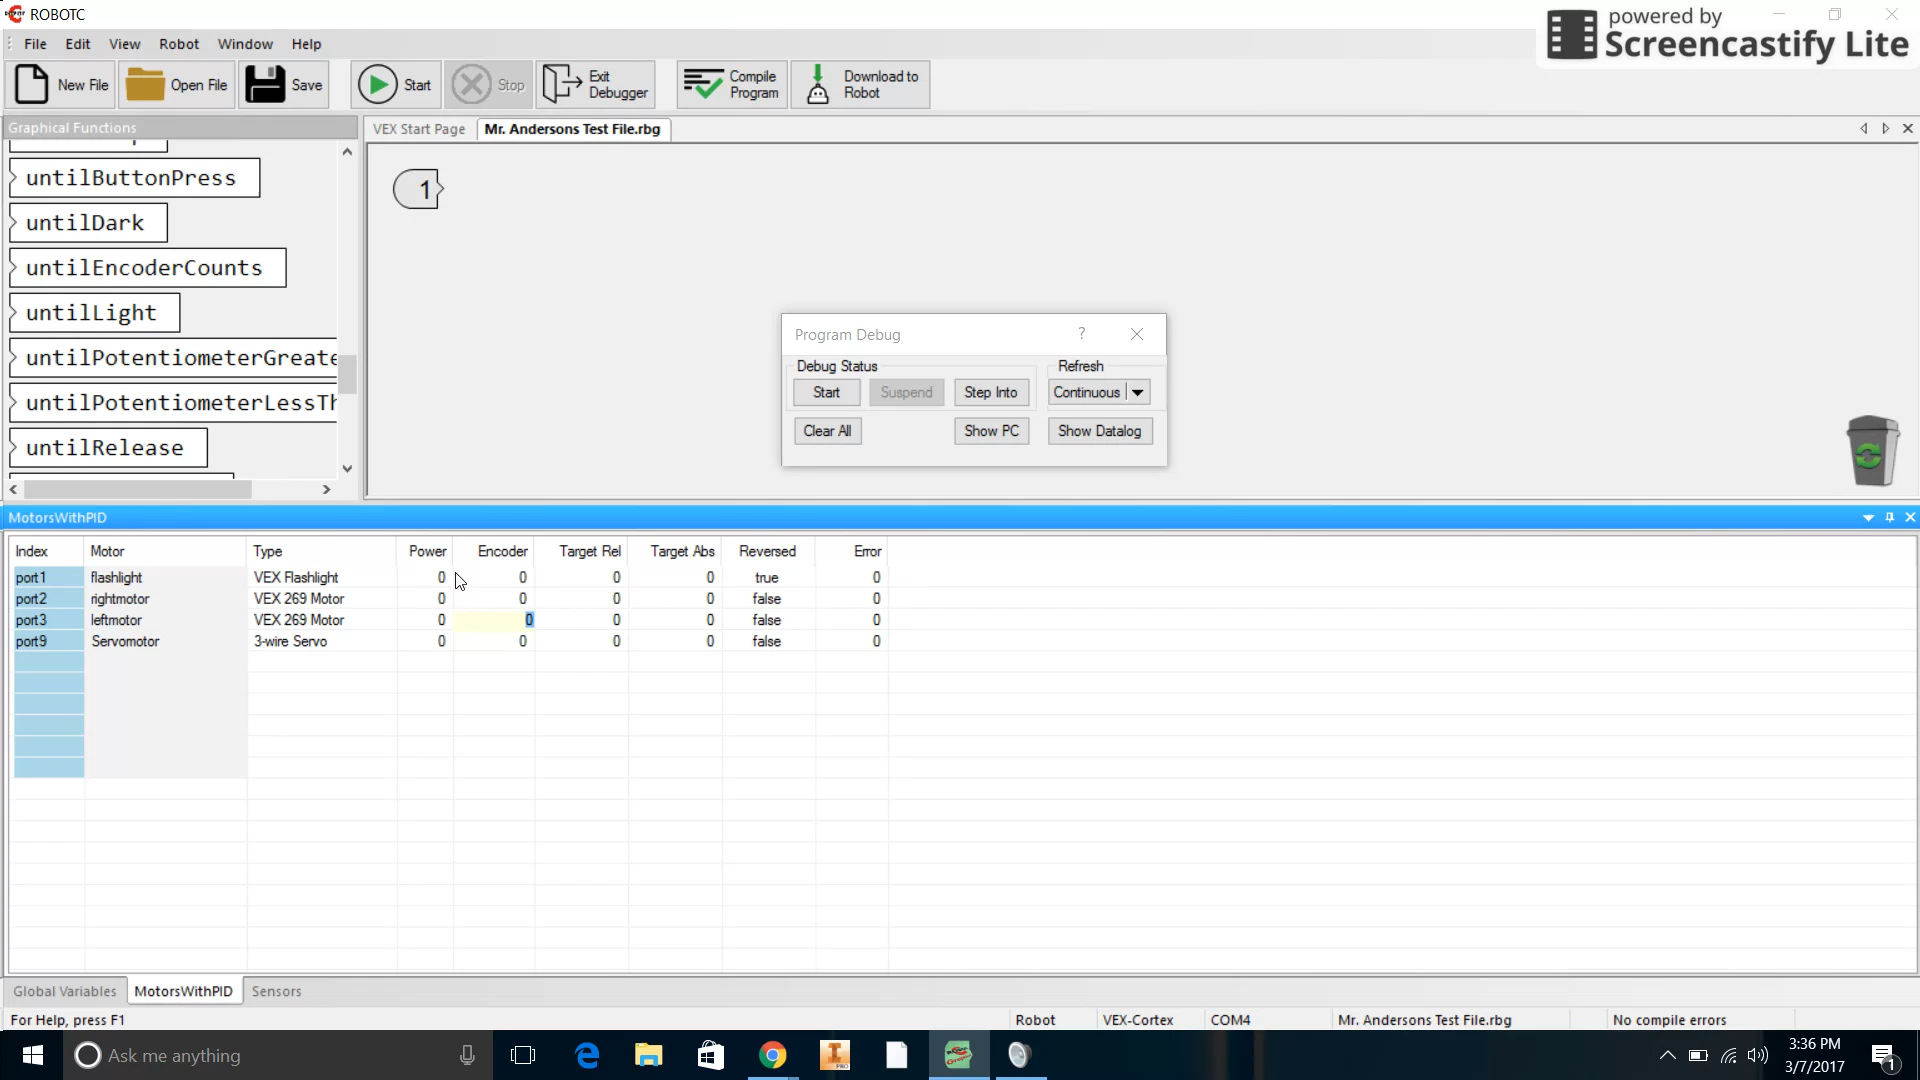 ROBOTC
powered by
Screencastify Lite
File Edit View Robot Window Help
New File Open File Save Start Stop Exit Debugger Compile Program Download to Robot
Graphical Functions
VEX Start Page Mr. Andersons Test File.rbg
untilButtonPress
untilDark
untilEncoderCounts
untilLight
untilPotentiometerGreate
untilPotentiometerLessTh
untilRelease
1
Program Debug ?
Debug Status Refresh
Start Suspend Step Into Continuous
Clear All Show PC Show Datalog
MotorsWithPID
Index Motor Type Power Encoder Target Rel Target Abs Reversed Error
port1 flashlight VEX Flashlight 0 0 0 0 true 0
port2 rightmotor VEX 269 Motor 0 0 0 0 false 0
port3 leftmotor VEX 269 Motor 0 0 0 0 false 0
port9 Servomotor 3-wire Servo 0 0 0 0 false 0
Global Variables MotorsWithPID Sensors
For Help, press F1 Robot VEX-Cortex COM4 Mr. Andersons Test File.rbg No compile errors
Ask me anything
3:36 PM
3/7/2017
1